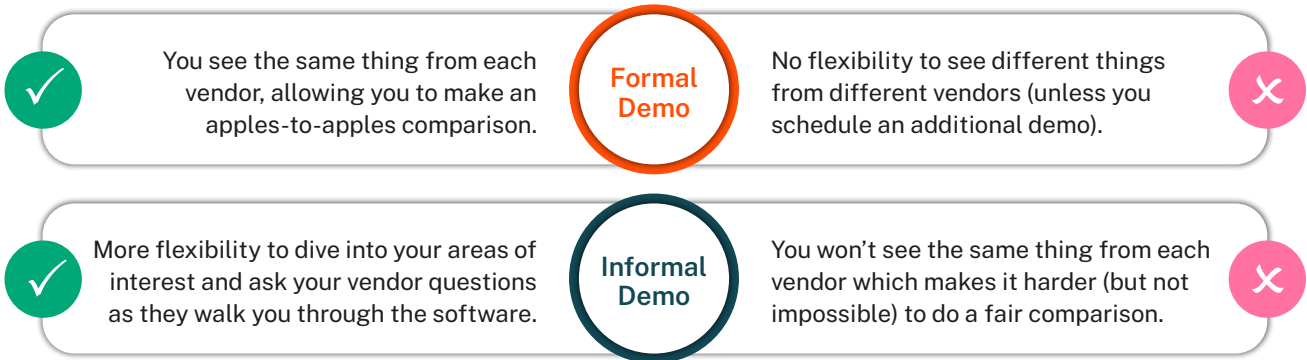 You see the same thing from each
vendor, allowing you to make an
apples-to-apples comparison.
Formal
Demo
No flexibility to see different things
from different vendors (unless you
schedule an additional demo).
More flexibility to dive into your areas of
interest and ask your vendor questions
as they walk you through the software.
Informal
Demo
You won’t see the same thing from each
vendor which makes it harder (but not
impossible) to do a fair comparison.